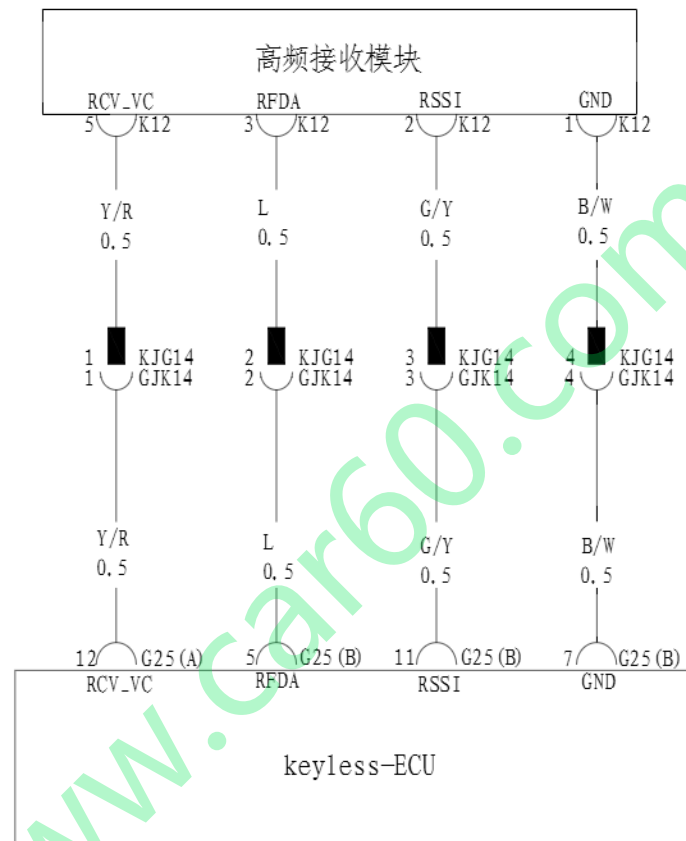 高频接收模块
RCV_VC RFDA RSSI GND
5 K12 3 K12 2 K12 1 K12
Y/R L G/Y B/W
0.5 0.5 0.5 0.5
1 KJG14 2 KJG14 3 KJG14 4 KJG14
1 GJK14 2 GJK14 3 GJK14 4 GJK14
Y/R L G/Y B/W
0.5 0.5 0.5 0.5
12 G25(A) 5 G25(B) 11 G25(B) 7 G25(B)
RCV_VC RFDA RSSI GND
keyless-ECU
www.car60.com